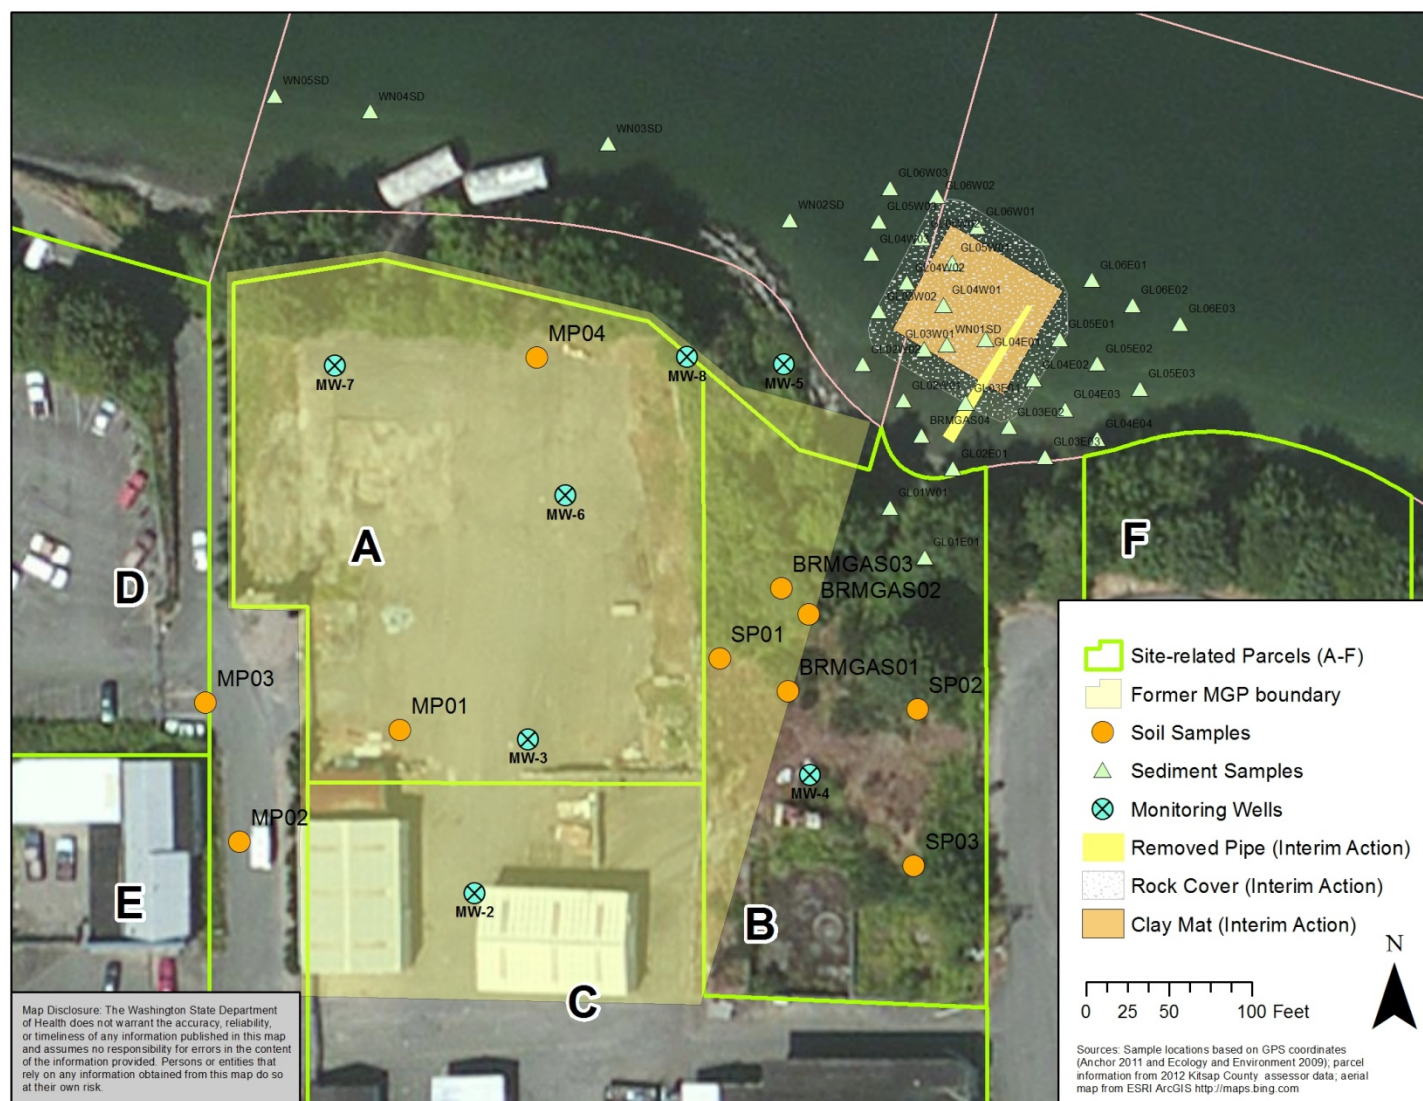 WN05SD
WN04SD
WN03SD
GL06W03
GL06W02
WN02SD
GL05W03
GL06W01
GL04W03
GL05W01
GL04W02
GL06E01
GL04W01
GL06E02
GL06E03
GL03W01
WN01SD
GL05E01
GL04E01
MP04
MW-7
MW-8
MW-5
GL02W02
GL04E02
GL05E02
GL02W01
GL03E01
GL05E03
GL04E03
BRMGAS04
GL03E02
GL04E04
GL03E03
GL02E01
MW-6
GL01W01
A
F
GL01E01
D
BRMGAS03
BRMGAS02
SP01
BRMGAS01
MP03
MP01
SP02
MW-3
MW-4
MP02
SP03
E
MW-2
B
C
Site-related Parcels (A-F)
Former MGP boundary
Soil Samples
Sediment Samples
Monitoring Wells
Removed Pipe (Interim Action)
Rock Cover (Interim Action)
Clay Mat (Interim Action)
N
0 25 50 100 Feet
Sources: Sample locations based on GPS coordinates
(Anchor 2011 and Ecology and Environment 2009); parcel
information from 2012 Kitsap County assessor data; aerial
map from ESRI ArcGIS http://maps.bing.com
Map Disclosure: The Washington State Department
of Health does not warrant the accuracy, reliability,
or timeliness of any information published in this map
and assumes no responsibility for errors in the content
of the information provided. Persons or entities that
rely on any information obtained from this map do so
at their own risk.